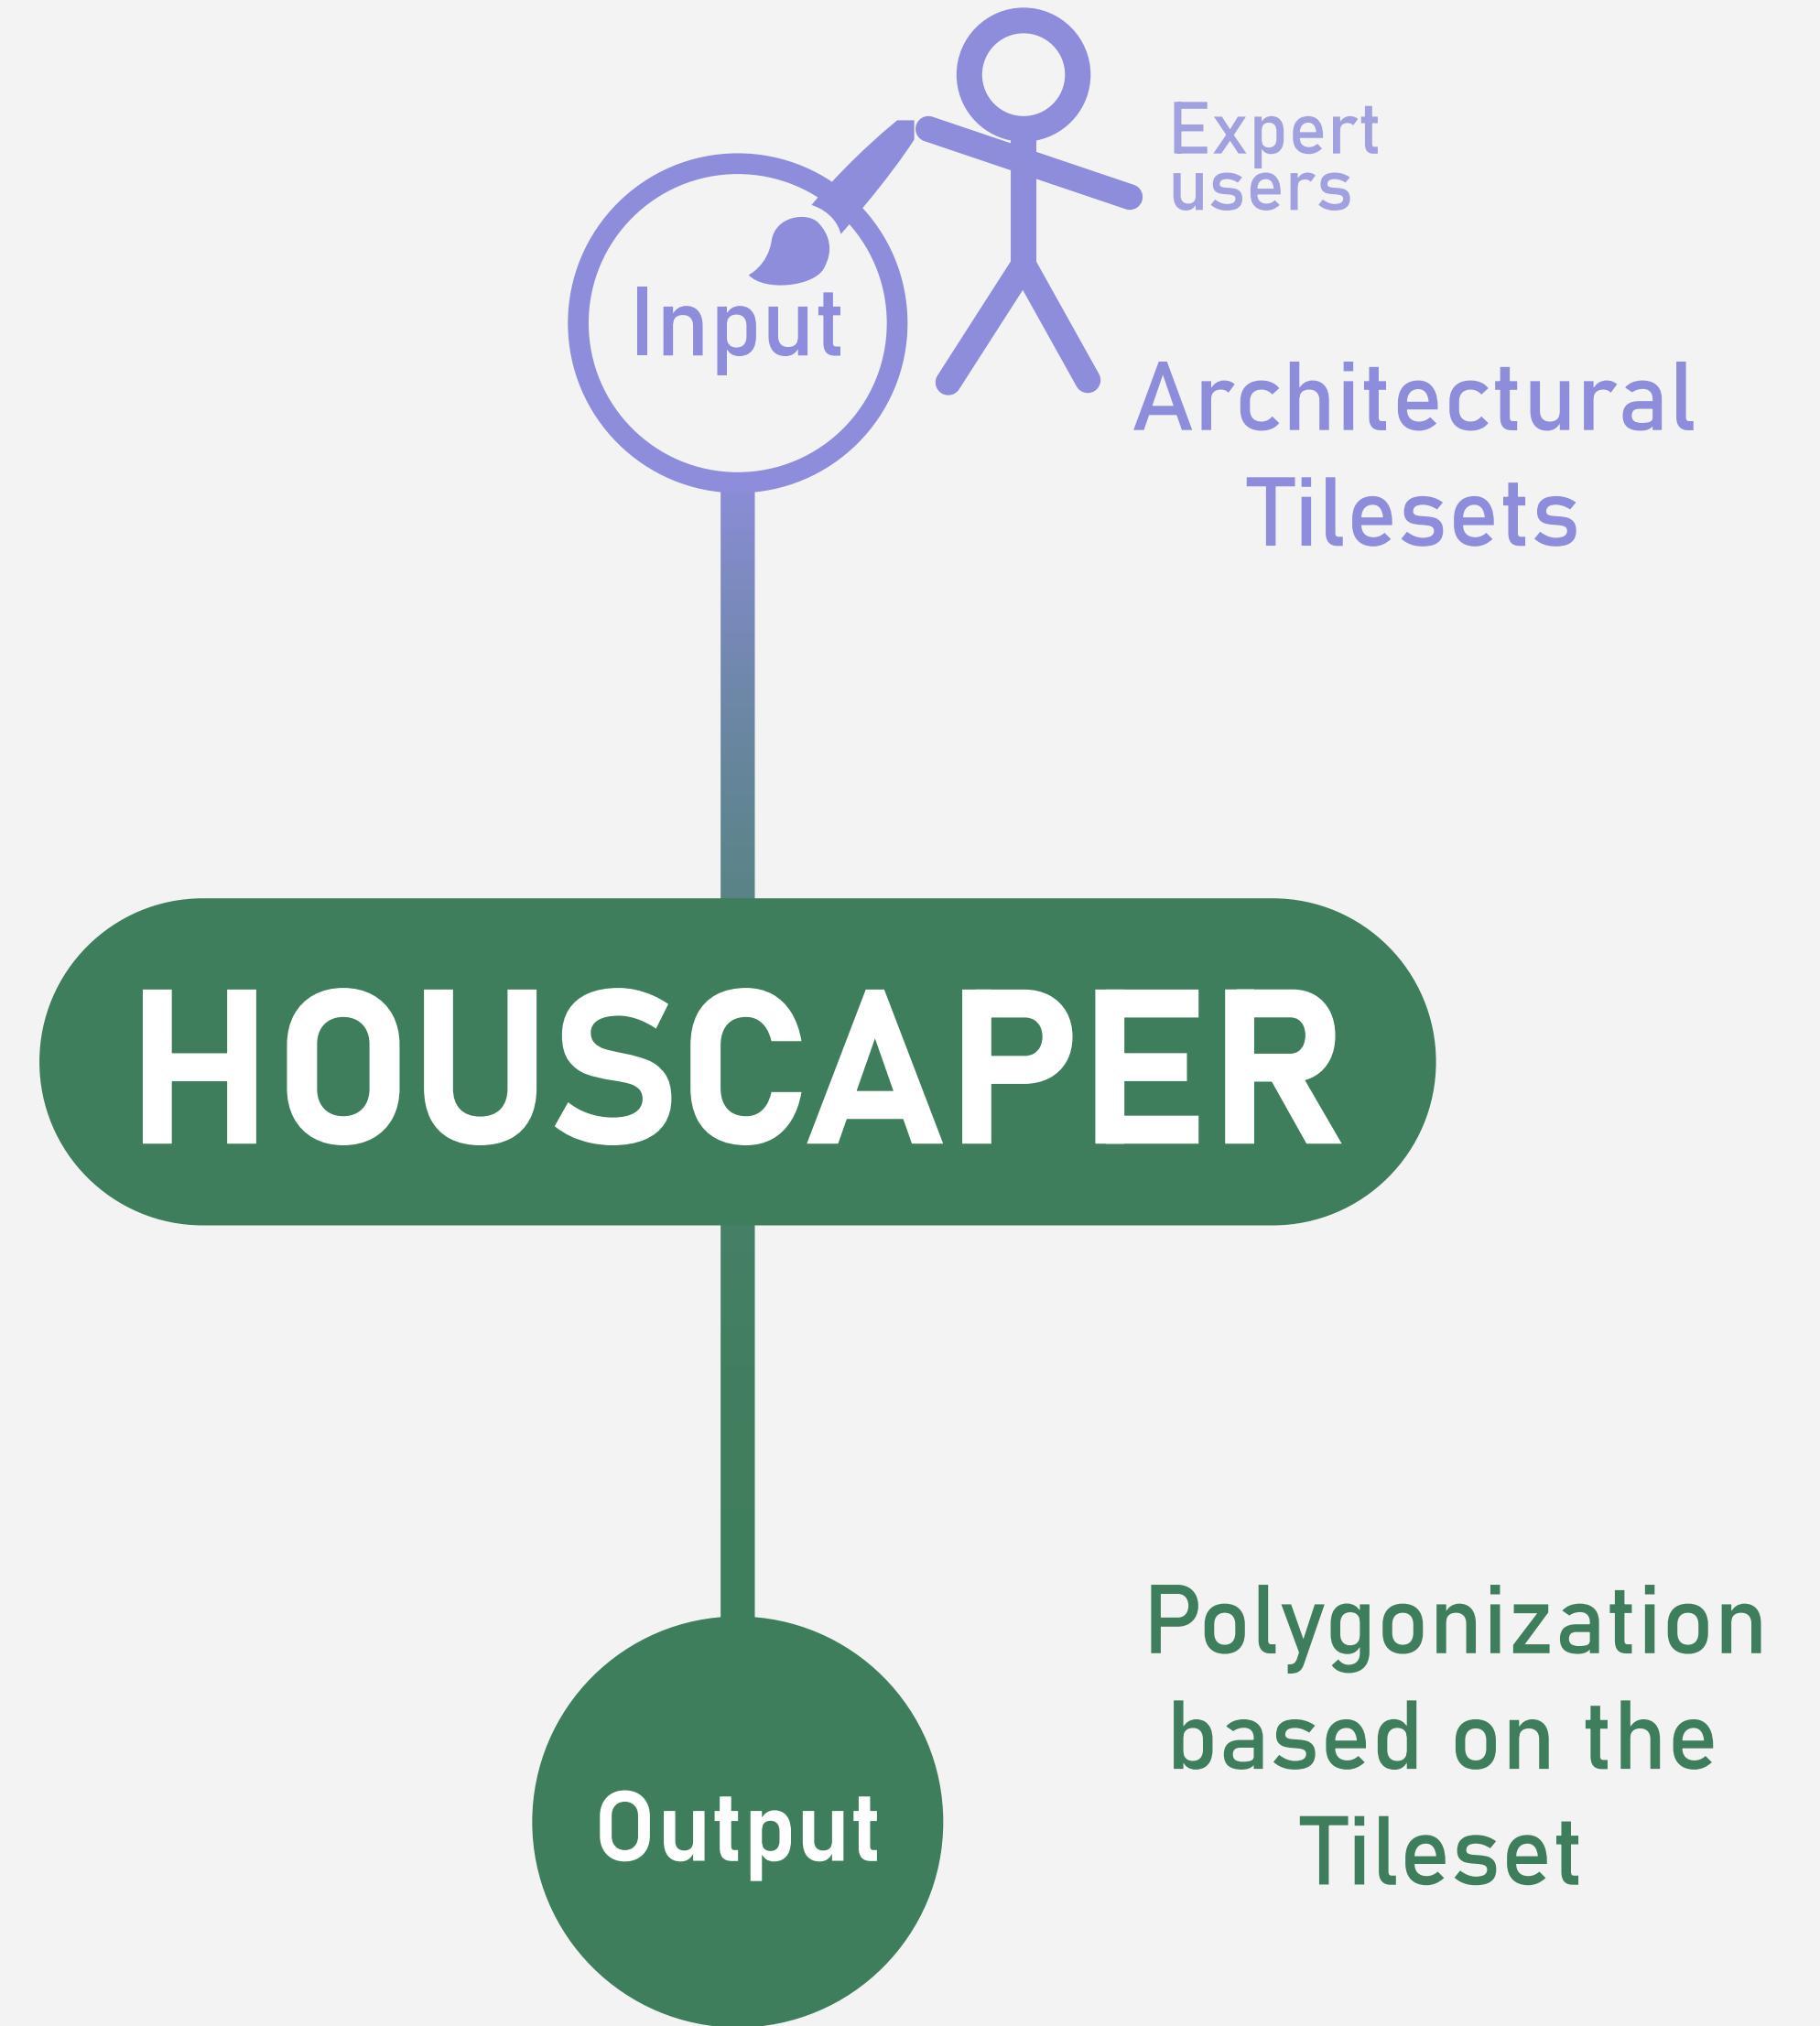 Expert
users
Input
Architectural
Tilesets
HOUSCAPER
Polygonization
based on the
Tileset
Output